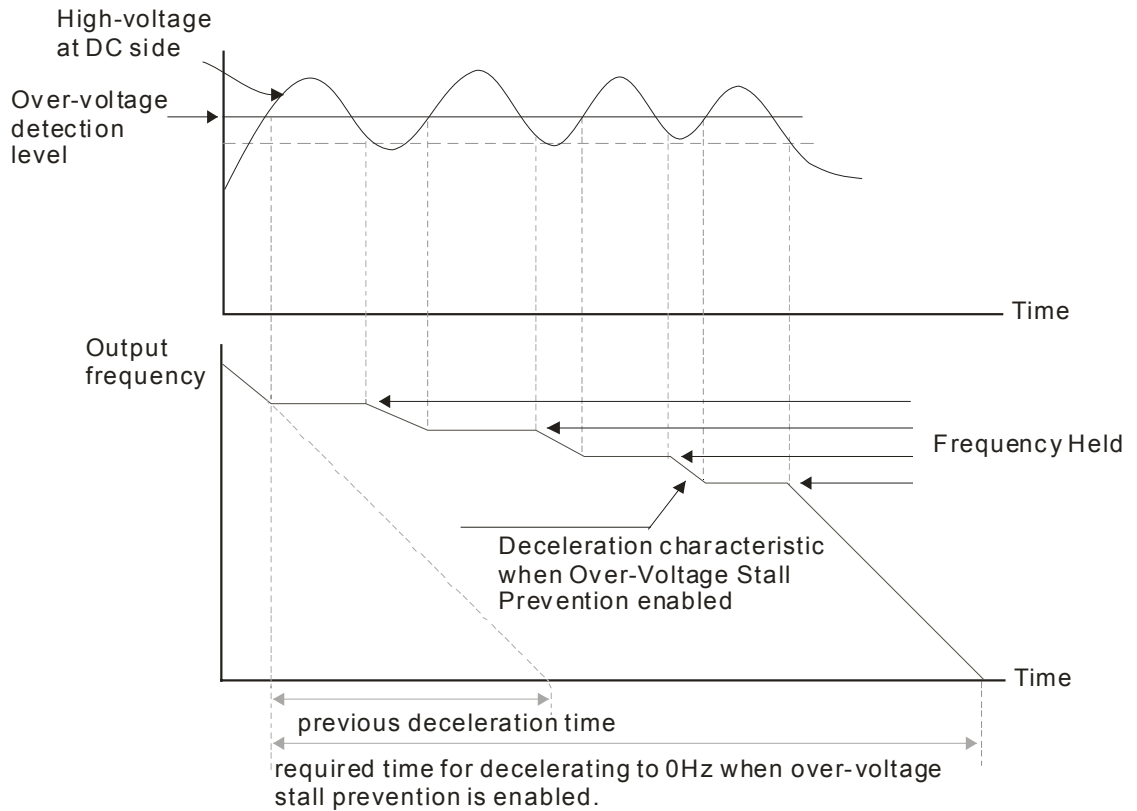 High-voltage
at DC side
Over-voltage
detection
level
Time
Output
frequency
Frequency Held
Deceleration characteristic
when Over-Voltage Stall
Prevention enabled
Time
previous deceleration time
required time for decelerating to 0Hz when over-voltage
stall prevention is enabled.